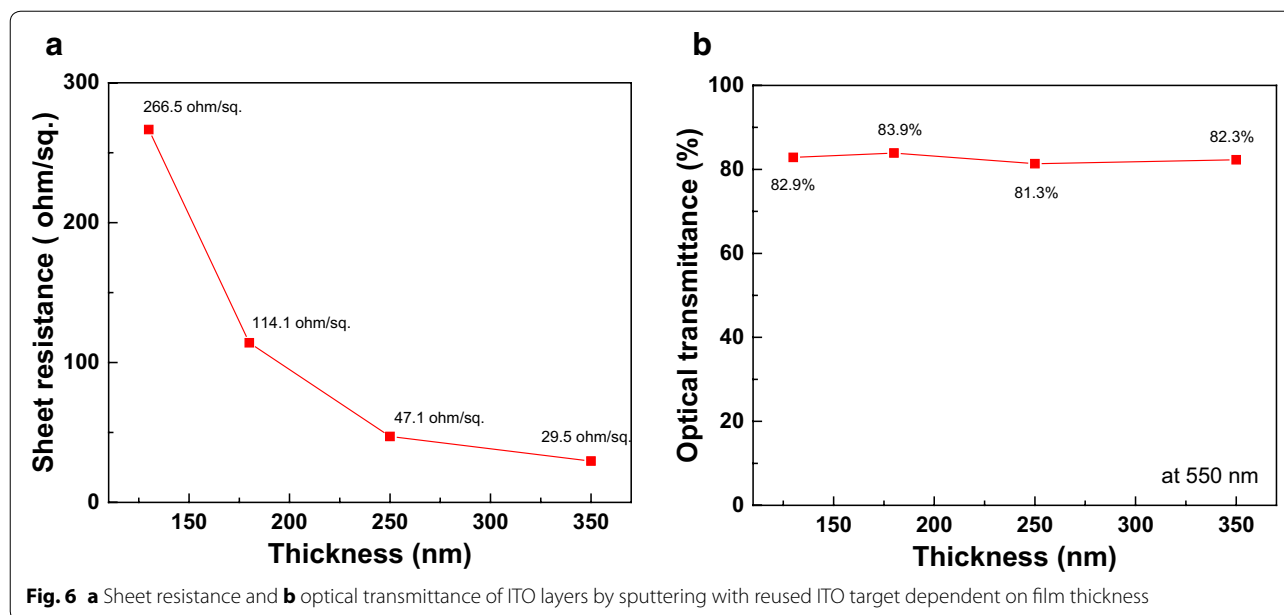 a
300
200
100
0
Sheet resistance ( ohm/sq.)
266.5 ohm/sq.
114.1 ohm/sq.
47.1 ohm/sq.
29.5 ohm/sq.
150 200 250 300 350
Thickness (nm)
b
100
80
60
40
20
0
Optical transmittance (%)
82.9%
83.9%
81.3%
82.3%
at 550 nm
150 200 250 300 350
Thickness (nm)
Fig. 6 a Sheet resistance and b optical transmittance of ITO layers by sputtering with reused ITO target dependent on film thickness